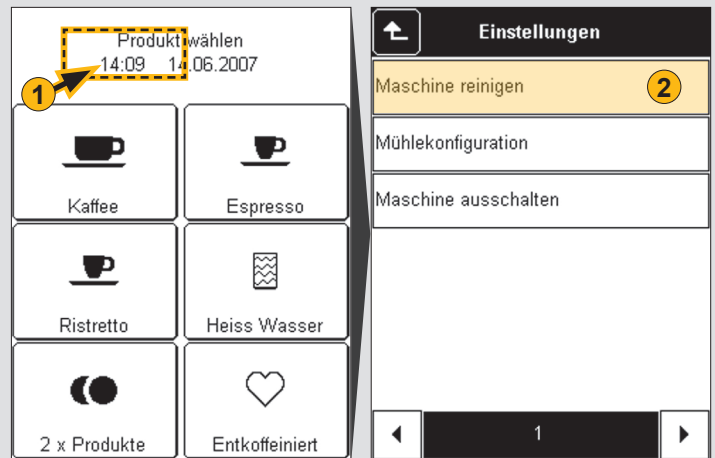 Produkt wählen
14:09 14.06.2007
1
Kaffee
Espresso
Ristretto
Heiss Wasser
2 x Produkte
Entkoffeiniert
Einstellungen
Maschine reinigen
2
Mühlekonfiguration
Maschine ausschalten
1